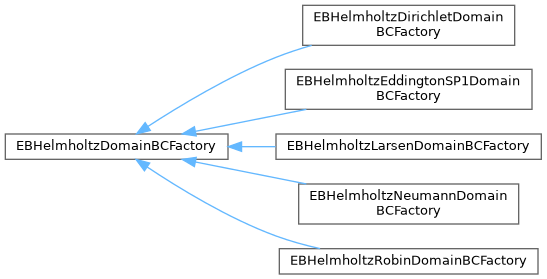 EBHelmholtzDirichletDomain
BCFactory
EBHelmholtzEddingtonSP1Domain
BCFactory
EBHelmholtzDomainBCFactory
EBHelmholtzLarsenDomainBCFactory
EBHelmholtzNeumannDomain
BCFactory
EBHelmholtzRobinDomainBCFactory